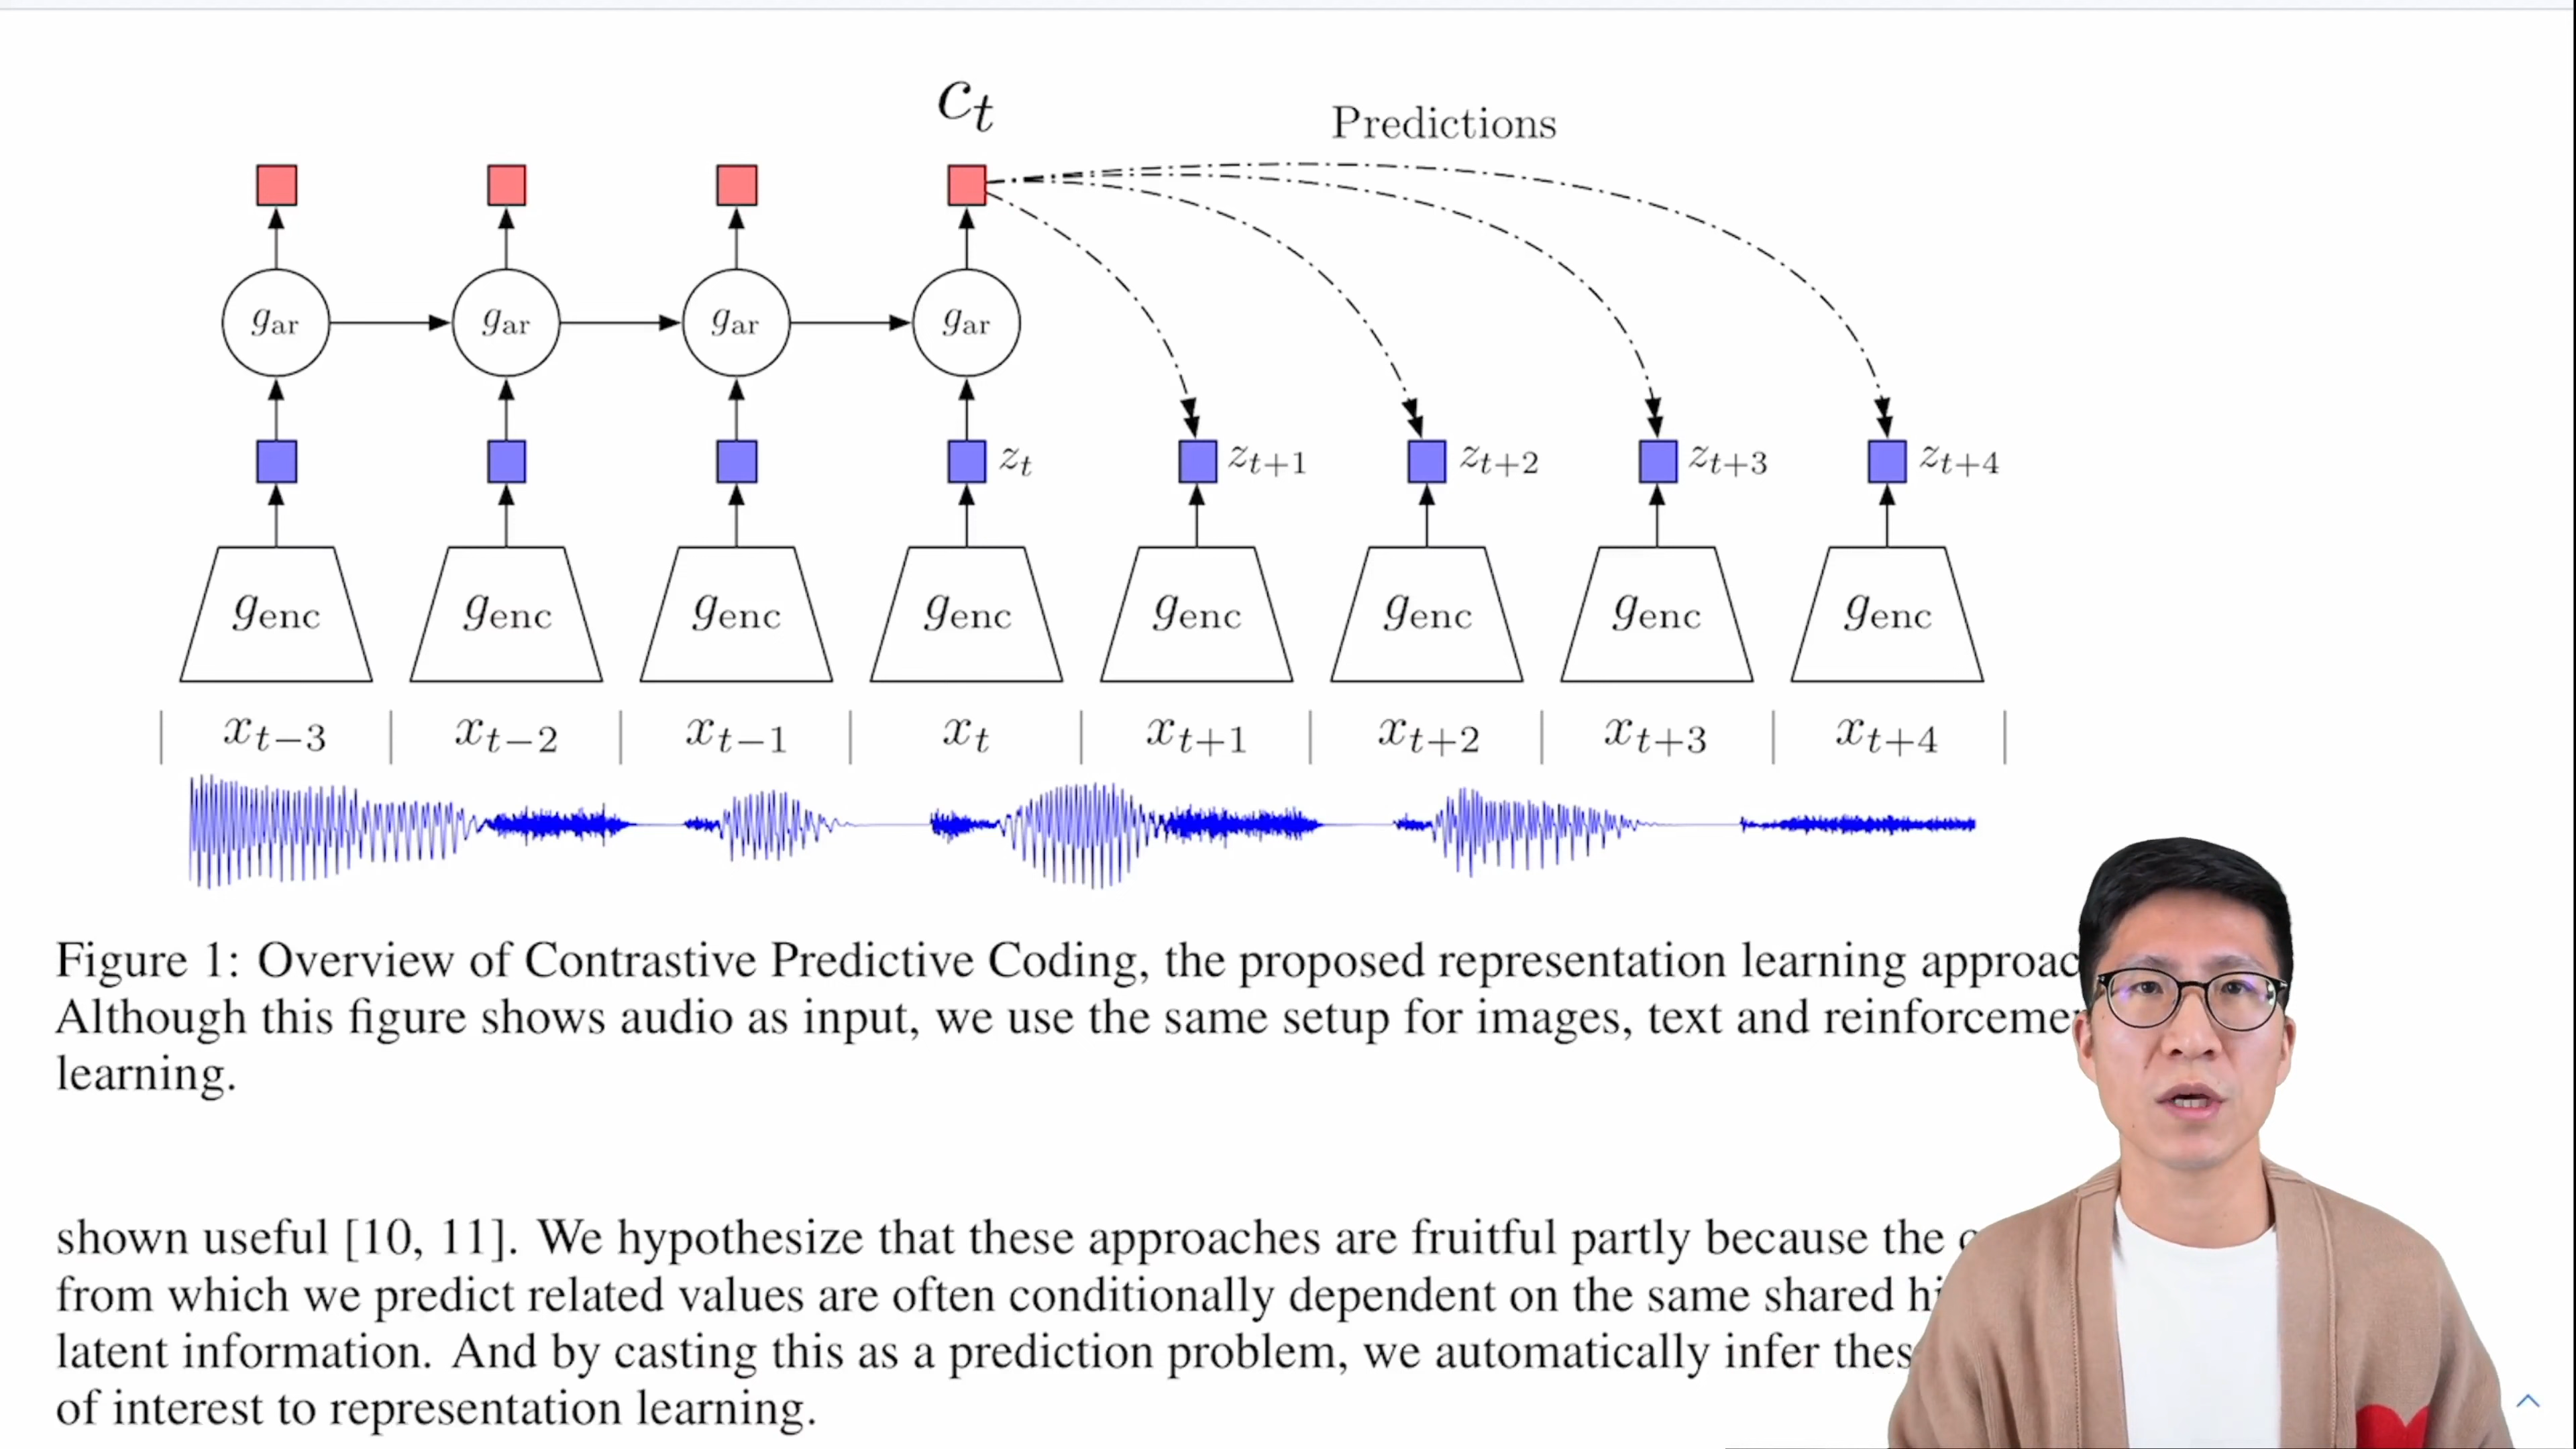 c_t
Predictions
g_ar g_ar g_ar g_ar
z_t z_{t+1} z_{t+2} z_{t+3} z_{t+4}
g_enc g_enc g_enc g_enc g_enc g_enc g_enc g_enc
x_{t−3} x_{t−2} x_{t−1} x_t x_{t+1} x_{t+2} x_{t+3} x_{t+4}
Figure 1: Overview of Contrastive Predictive Coding, the proposed representation learning approac
Although this figure shows audio as input, we use the same setup for images, text and reinforceme
learning.
shown useful [10, 11]. We hypothesize that these approaches are fruitful partly because the
from which we predict related values are often conditionally dependent on the same shared hi
latent information. And by casting this as a prediction problem, we automatically infer thes
of interest to representation learning.